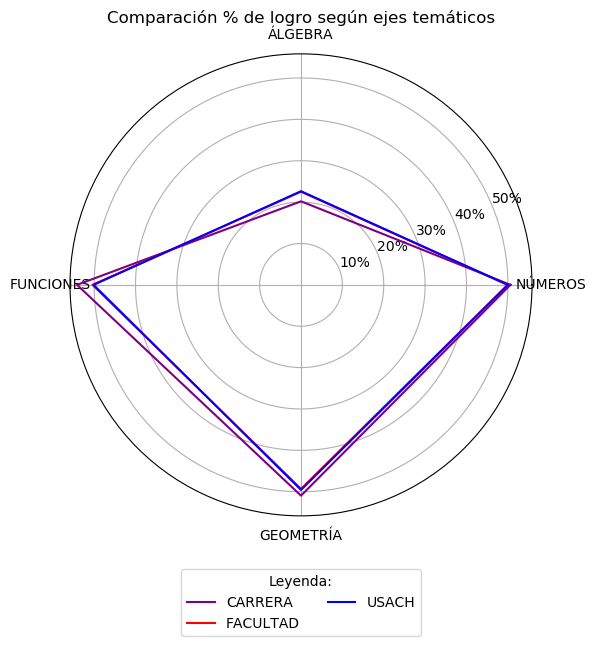 Comparación % de logro según ejes temáticos
ÁLGEBRA
50%
40%
30%
20%
10%
FUNCIONES
NÚMEROS
GEOMETRÍA
Leyenda:
CARRERA USACH
FACULTAD